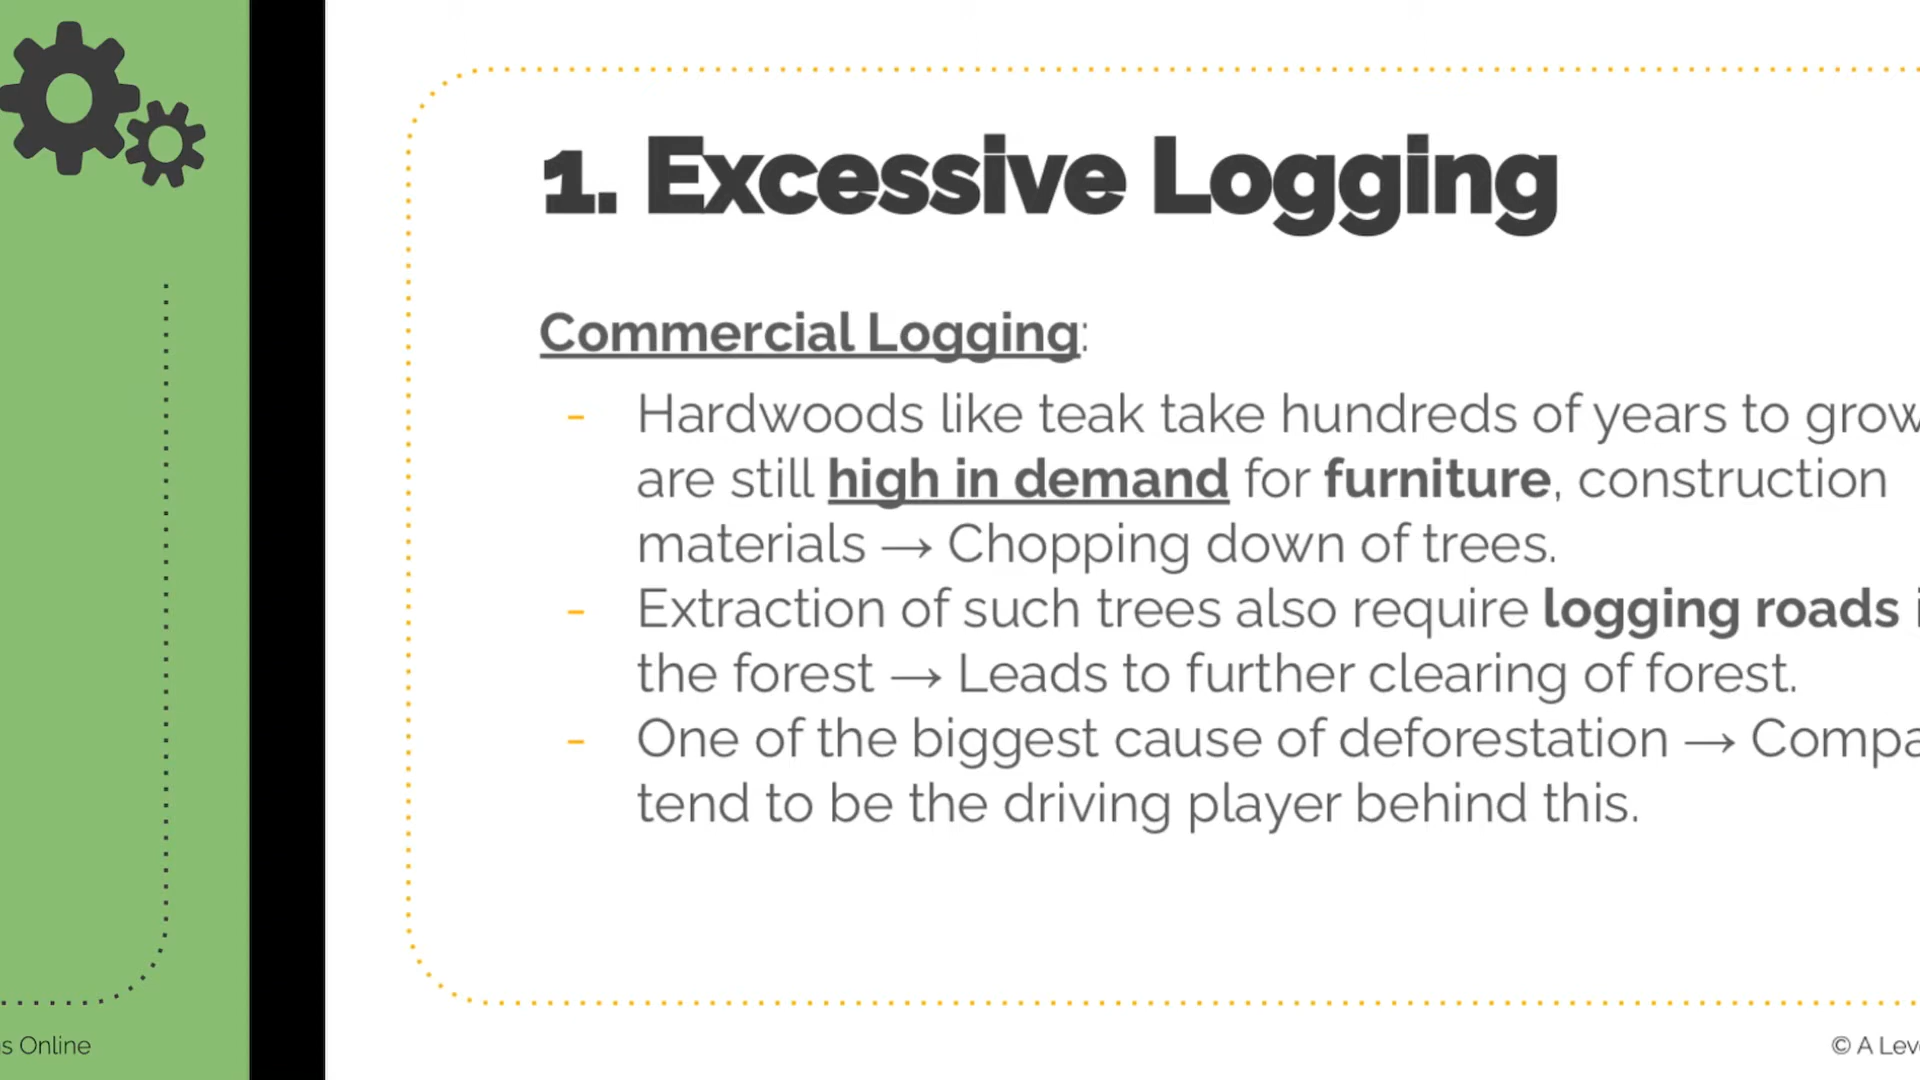 1. Excessive Logging
Commercial Logging:
- Hardwoods like teak take hundreds of years to grow
are still high in demand for furniture, construction
materials → Chopping down of trees.
- Extraction of such trees also require logging roads
the forest → Leads to further clearing of forest.
- One of the biggest cause of deforestation →
tend to be the driving player behind this.
s Online
© A